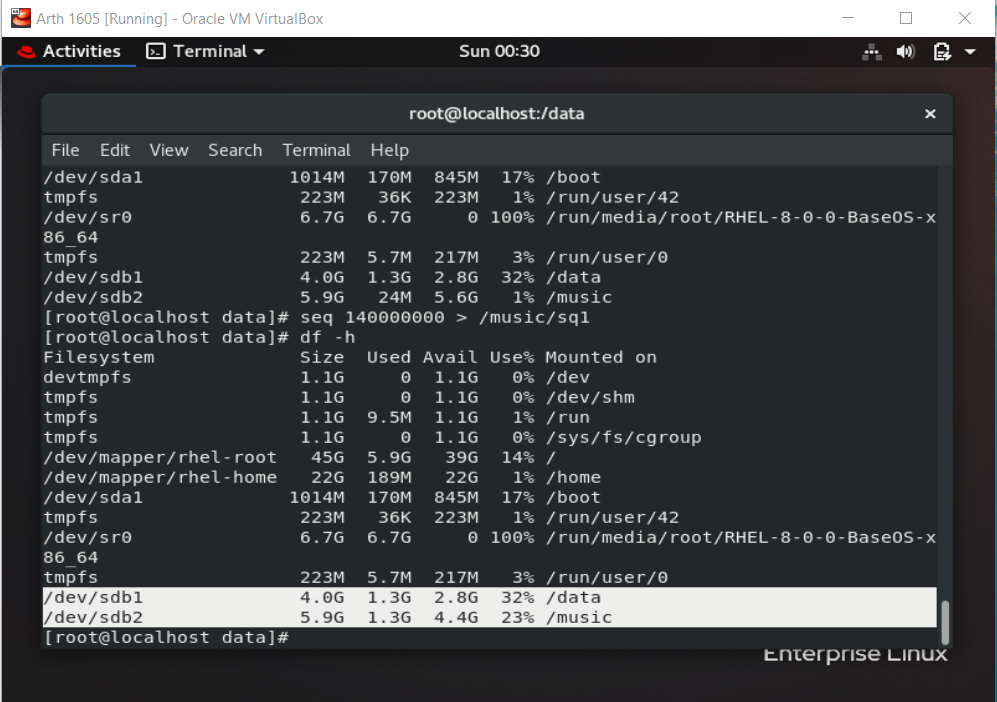 Arth 1605 [Running] - Oracle VM VirtualBox
Activities Terminal Sun 00:30
root@localhost:/data
File Edit View Search Terminal Help
/dev/sda1 1014M 170M 845M 17% /boot
tmpfs 223M 36K 223M 1% /run/user/42
/dev/sr0 6.7G 6.7G 0 100% /run/media/root/RHEL-8-0-0-BaseOS-x
86_64
tmpfs 223M 5.7M 217M 3% /run/user/0
/dev/sdb1 4.0G 1.3G 2.8G 32% /data
/dev/sdb2 5.9G 24M 5.6G 1% /music
[root@localhost data]# seq 140000000 > /music/sq1
[root@localhost data]# df -h
Filesystem Size Used Avail Use% Mounted on
devtmpfs 1.1G 0 1.1G 0% /dev
tmpfs 1.1G 0 1.1G 0% /dev/shm
tmpfs 1.1G 9.5M 1.1G 1% /run
tmpfs 1.1G 0 1.1G 0% /sys/fs/cgroup
/dev/mapper/rhel-root 45G 5.9G 39G 14% /
/dev/mapper/rhel-home 22G 189M 22G 1% /home
/dev/sda1 1014M 170M 845M 17% /boot
tmpfs 223M 36K 223M 1% /run/user/42
/dev/sr0 6.7G 6.7G 0 100% /run/media/root/RHEL-8-0-0-BaseOS-x
86_64
tmpfs 223M 5.7M 217M 3% /run/user/0
/dev/sdb1 4.0G 1.3G 2.8G 32% /data
/dev/sdb2 5.9G 1.3G 4.4G 23% /music
[root@localhost data]#
Enterprise Linux